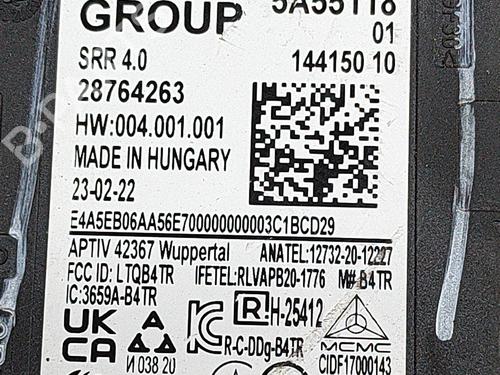 GROUP 5A55118
01
SRR 4.0 144150 10
28764263
HW:004.001.001
MADE IN HUNGARY
23-02-22
E4A5EB06AA56E700000000003C1BCD29
APTIV 42367 Wuppertal ANATEL:12732-20-12227
FCC ID: LTQB4TR IFETEL:RLVAPB20-1776 M#:B4TR
IC:3659A-B4TR
R H-25412
UK
CA
И 038 20
R-C-DDg-B4TR
MCMC
CIDF17000143